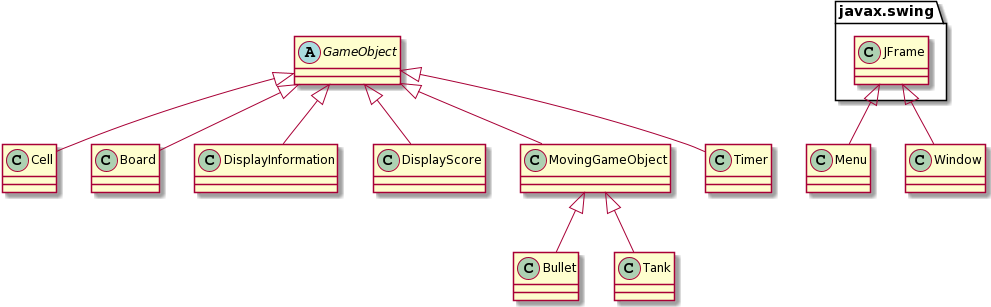 javax.swing
A GameObject
C JFrame
C Cell
C Board
C DisplayInformation
C DisplayScore
C MovingGameObject
C Timer
C Menu
C Window
C Bullet
C Tank